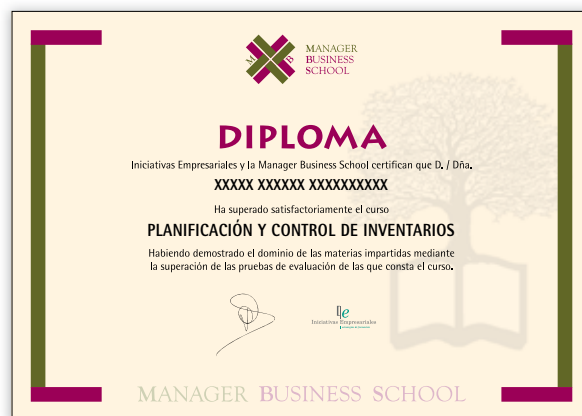 M B
MANAGER
BUSINESS
SCHOOL
DIPLOMA
Iniciativas Empresariales y la Manager Business School certifican que D. / Dña.
XXXXX XXXXXX XXXXXXXXXX
Ha superado satisfactoriamente el curso
PLANIFICACIÓN Y CONTROL DE INVENTARIOS
Habiendo demostrado el dominio de las materias impartidas mediante
la superación de las pruebas de evaluación de las que consta el curso.
Iniciativas Empresariales
MANAGER BUSINESS SCHOOL